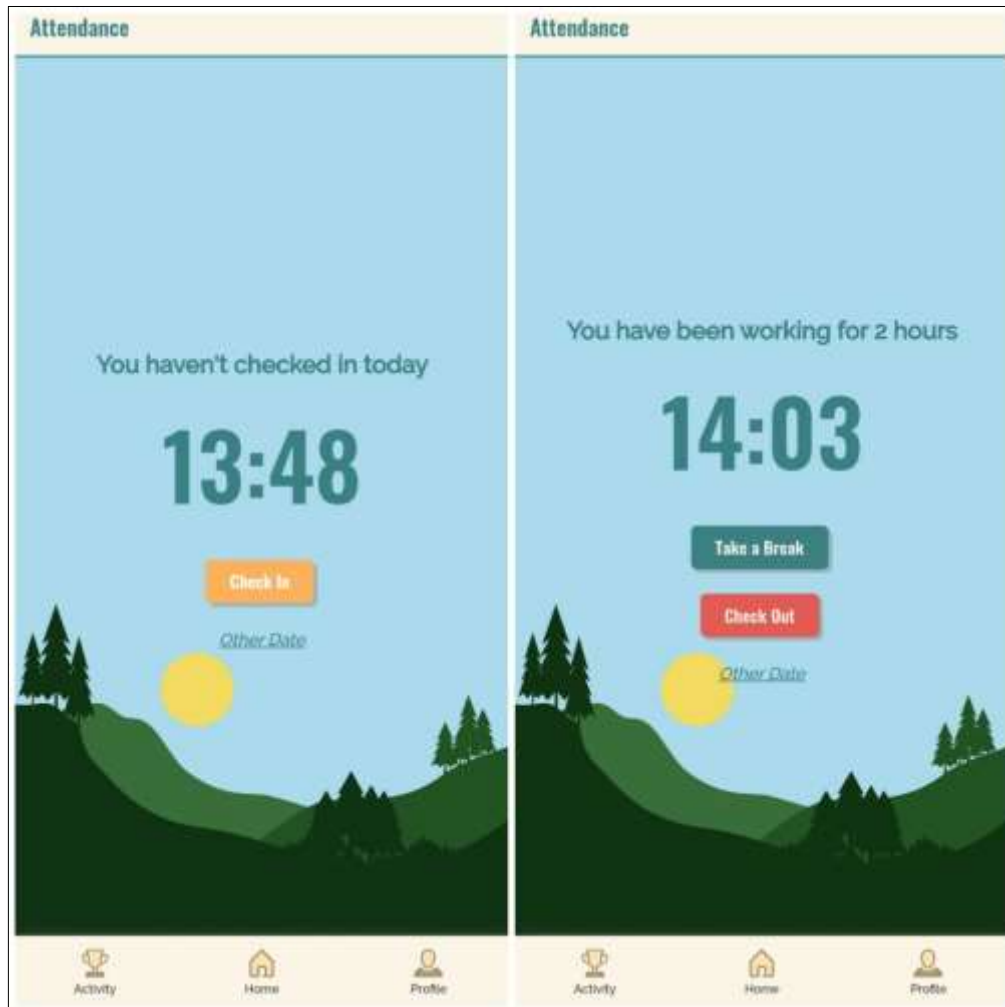 Attendance
You haven't checked in today
13:48
Check In
Other Date
Activity
Home
Profile
Attendance
You have been working for 2 hours
14:03
Take a Break
Check Out
Other Date
Activity
Home
Profile